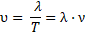 υ = λ/T = λ · ν